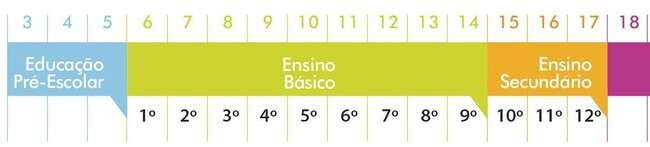 3 4 5 6 7 8 9 10 11 12 13 14 15 16 17 18
Educação
Pré-Escolar
Ensino
Básico
Ensino
Secundário
1º 2º 3º 4º 5º 6º 7º 8º 9º 10º 11º 12º